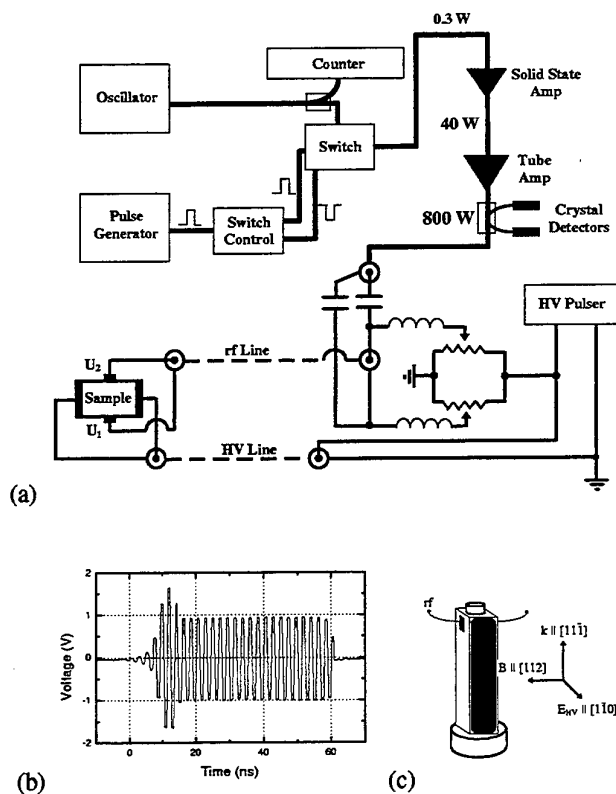 0.3 W
Counter
Oscillator
Solid State
Amp
40 W
Switch
Tube
Amp
Pulse
Generator
Switch
Control
800 W
Crystal
Detectors
HV Pulser
U₂
rf Line
Sample
U₁
HV Line
(a)
2
1
0
-1
-2
Voltage (V)
0
20
40
60
Time (ns)
(b)
rf
k || [111̄]
B || [112]
E_HV || [11̄0]
(c)